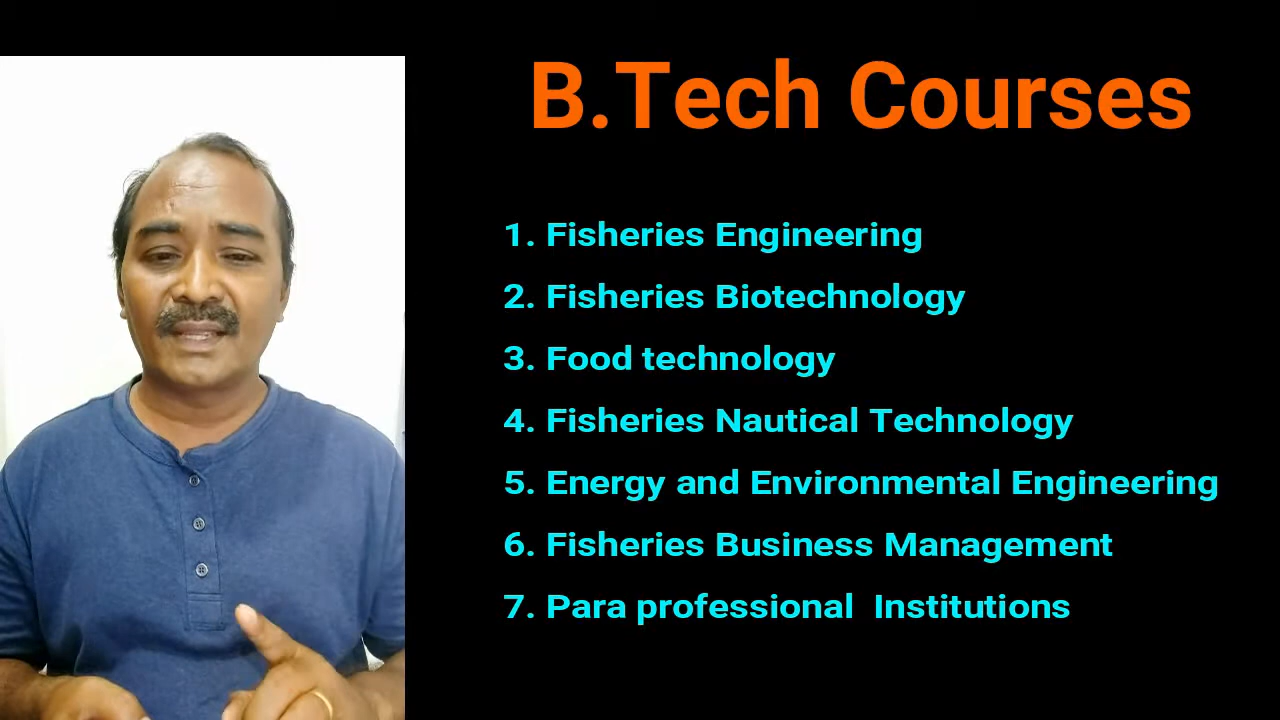 B.Tech Courses
1. Fisheries Engineering
2. Fisheries Biotechnology
3. Food technology
4. Fisheries Nautical Technology
5. Energy and Environmental Engineering
6. Fisheries Business Management
7. Para professional  Institutions